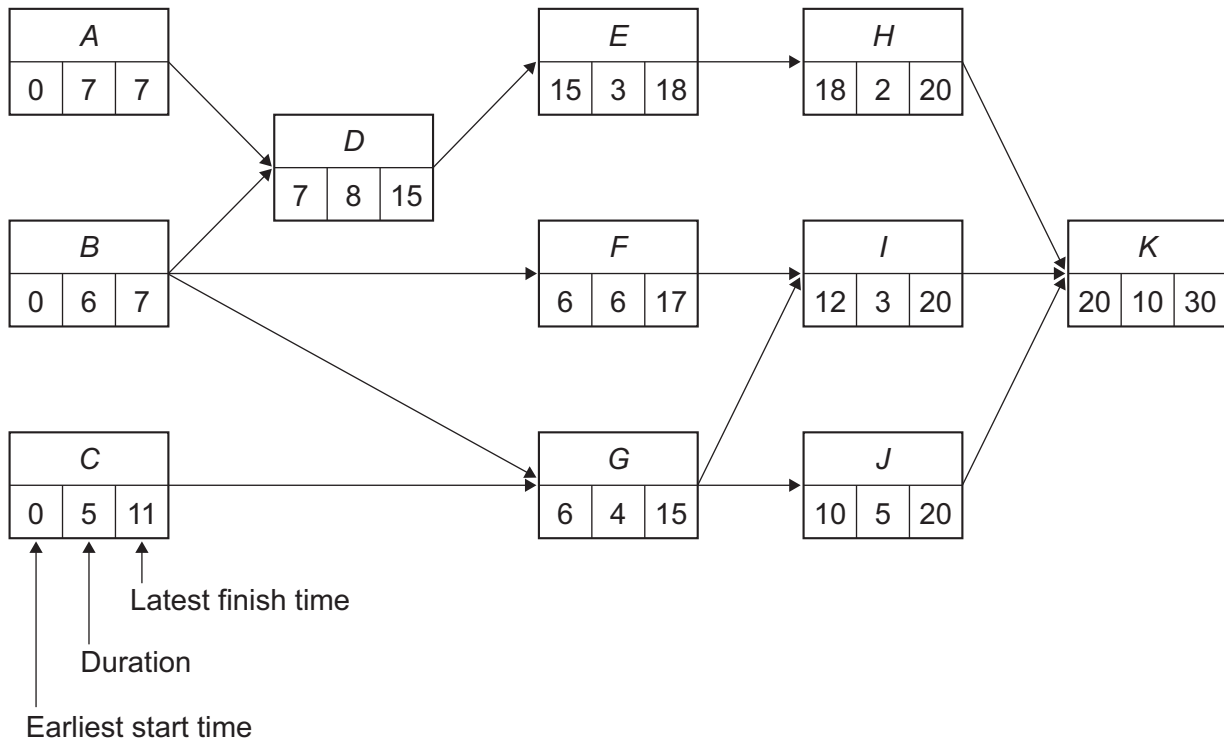 A
0 7 7
E
15 3 18
H
18 2 20
D
7 8 15
B
0 6 7
F
6 6 17
I
12 3 20
K
20 10 30
C
0 5 11
G
6 4 15
J
10 5 20
Latest finish time
Duration
Earliest start time